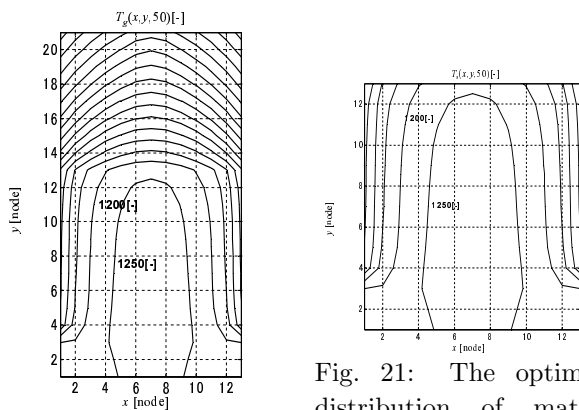 T_g(x,y,50)[-]
20
18
16
14
12
10
8
6
4
2
y [node]
1200[-]
1250[-]
2 4 6 8 10 12
x [node]
T_s(x,y,50)[-]
12
10
8
6
4
2
y [node]
1200[-]
1250[-]
2 4 6 8 10 12
x [node]
Fig. 21: The optim
distribution of mat